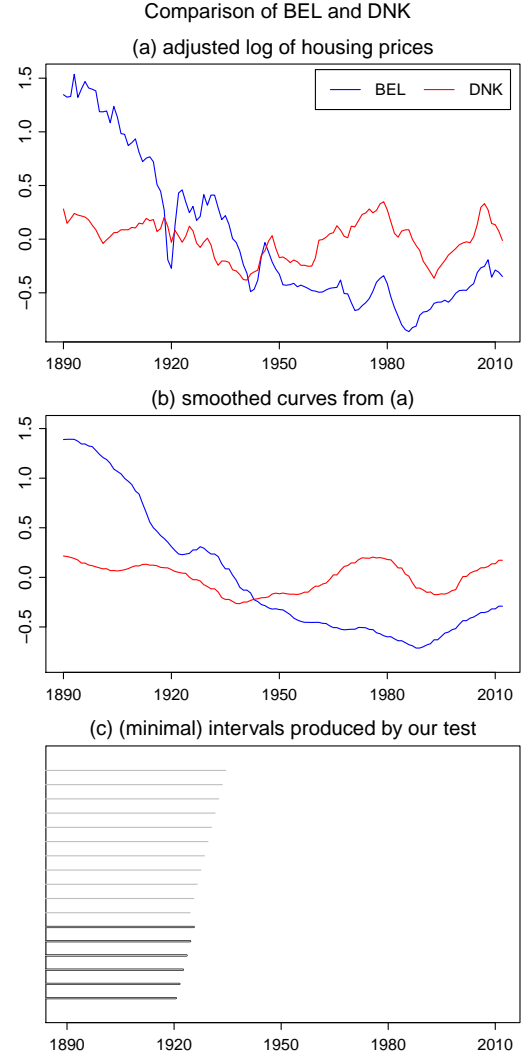 Comparison of BEL and DNK
(a) adjusted log of housing prices
BEL DNK
1.5
1.0
0.5
0.0
−0.5
1890 1920 1950 1980 2010
(b) smoothed curves from (a)
1.5
1.0
0.5
0.0
−0.5
1890 1920 1950 1980 2010
(c) (minimal) intervals produced by our test
1890 1920 1950 1980 2010